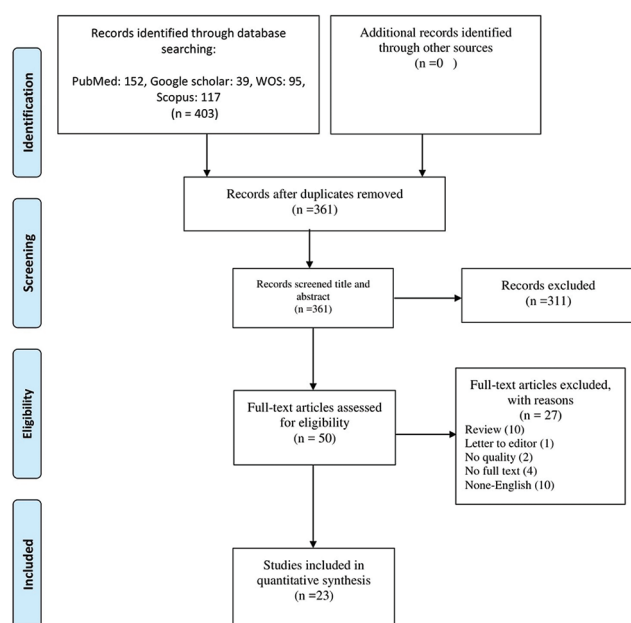 Records identified through database
searching:
PubMed: 152, Google scholar: 39, WOS: 95,
Scopus: 117
(n = 403)
Additional records identified
through other sources
(n =0 )
Identification
Records after duplicates removed
(n =361)
Screening
Records screened title and
abstract
(n =361)
Records excluded
(n =311)
Eligibility
Full-text articles assessed
for eligibility
(n = 50)
Full-text articles excluded,
with reasons
(n = 27)
Review (10)
Letter to editor (1)
No quality (2)
No full text (4)
None-English (10)
Included
Studies included in
quantitative synthesis
(n =23)